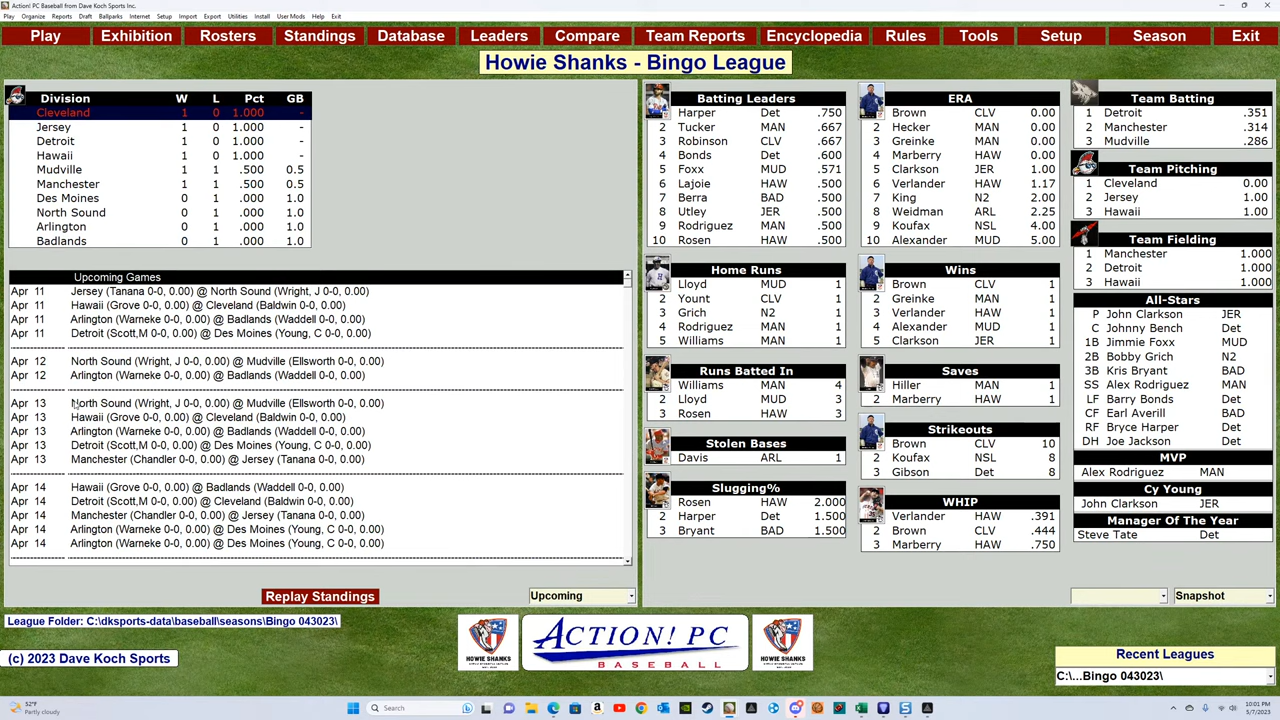 Action! PC Baseball from Dave Koch Sports Inc.
Play Organize Reports Draft Ballparks Internet Setup Import Export Utilities Install User Mods Help Exit
Play Exhibition Rosters Standings Database Leaders Compare Team Reports Encyclopedia Rules Tools Setup Season Exit
Howie Shanks - Bingo League
Division W L Pct GB
Cleveland 1 0 1.000 -
Jersey 1 0 1.000 -
Detroit 1 0 1.000 -
Hawaii 1 0 1.000 -
Mudville 1 1 .500 0.5
Manchester 1 1 .500 0.5
Des Moines 0 1 .000 1.0
North Sound 0 1 .000 1.0
Arlington 0 1 .000 1.0
Badlands 0 1 .000 1.0
Upcoming Games
Apr 11 Jersey (Tanana 0-0, 0.00) @ North Sound (Wright, J 0-0, 0.00)
Apr 11 Hawaii (Grove 0-0, 0.00) @ Cleveland (Baldwin 0-0, 0.00)
Apr 11 Arlington (Warneke 0-0, 0.00) @ Badlands (Waddell 0-0, 0.00)
Apr 11 Detroit (Scott,M 0-0, 0.00) @ Des Moines (Young, C 0-0, 0.00)
Apr 12 North Sound (Wright, J 0-0, 0.00) @ Mudville (Ellsworth 0-0, 0.00)
Apr 12 Arlington (Warneke 0-0, 0.00) @ Badlands (Waddell 0-0, 0.00)
Apr 13 North Sound (Wright, J 0-0, 0.00) @ Mudville (Ellsworth 0-0, 0.00)
Apr 13 Hawaii (Grove 0-0, 0.00) @ Cleveland (Baldwin 0-0, 0.00)
Apr 13 Arlington (Warneke 0-0, 0.00) @ Badlands (Waddell 0-0, 0.00)
Apr 13 Detroit (Scott,M 0-0, 0.00) @ Des Moines (Young, C 0-0, 0.00)
Apr 13 Manchester (Chandler 0-0, 0.00) @ Jersey (Tanana 0-0, 0.00)
Apr 14 Hawaii (Grove 0-0, 0.00) @ Badlands (Waddell 0-0, 0.00)
Apr 14 Detroit (Scott,M 0-0, 0.00) @ Cleveland (Baldwin 0-0, 0.00)
Apr 14 Manchester (Chandler 0-0, 0.00) @ Jersey (Tanana 0-0, 0.00)
Apr 14 Arlington (Warneke 0-0, 0.00) @ Des Moines (Young, C 0-0, 0.00)
Apr 14 Arlington (Warneke 0-0, 0.00) @ Des Moines (Young, C 0-0, 0.00)
Replay Standings
Upcoming
Batting Leaders
Harper Det .750
2 Tucker MAN .667
3 Robinson CLV .667
4 Bonds Det .600
5 Foxx MUD .571
6 Lajoie HAW .500
7 Berra BAD .500
8 Utley JER .500
9 Rodriguez MAN .500
10 Rosen HAW .500
Home Runs
Lloyd MUD 1
2 Yount CLV 1
3 Grich N2 1
4 Rodriguez MAN 1
5 Williams MAN 1
Runs Batted In
Williams MAN 4
2 Lloyd MUD 3
3 Rosen HAW 3
Stolen Bases
Davis ARL 1
Slugging%
Rosen HAW 2.000
2 Harper Det 1.500
3 Bryant BAD 1.500
ERA
Brown CLV 0.00
2 Hecker MAN 0.00
3 Greinke MAN 0.00
4 Marberry HAW 0.00
5 Clarkson JER 1.00
6 Verlander HAW 1.17
7 King N2 2.00
8 Weidman ARL 2.25
9 Koufax NSL 4.00
10 Alexander MUD 5.00
Wins
Brown CLV 1
2 Greinke MAN 1
3 Verlander HAW 1
4 Alexander MUD 1
5 Clarkson JER 1
Saves
Hiller MAN 1
2 Marberry HAW 1
Strikeouts
Brown CLV 10
2 Koufax NSL 8
3 Gibson Det 8
WHIP
Verlander HAW .391
2 Brown CLV .444
3 Marberry HAW .750
Team Batting
1 Detroit .351
2 Manchester .314
3 Mudville .286
Team Pitching
1 Cleveland 0.00
2 Jersey 1.00
3 Hawaii 1.00
Team Fielding
1 Manchester 1.000
2 Detroit 1.000
3 Hawaii 1.000
All-Stars
P John Clarkson JER
C Johnny Bench Det
1B Jimmie Foxx MUD
2B Bobby Grich N2
3B Kris Bryant BAD
SS Alex Rodriguez MAN
LF Barry Bonds Det
CF Earl Averill BAD
RF Bryce Harper Det
DH Joe Jackson Det
MVP
Alex Rodriguez MAN
Cy Young
John Clarkson JER
Manager Of The Year
Steve Tate Det
Snapshot
League Folder: C:\dksports-data\baseball\seasons\Bingo 043023\
(c) 2023 Dave Koch Sports
HOWIE SHANKS
ACTION! PC
BASEBALL
HOWIE SHANKS
Recent Leagues
C:\...Bingo 043023\
52°F
Partly cloudy
Search
10:01 PM
5/7/2023